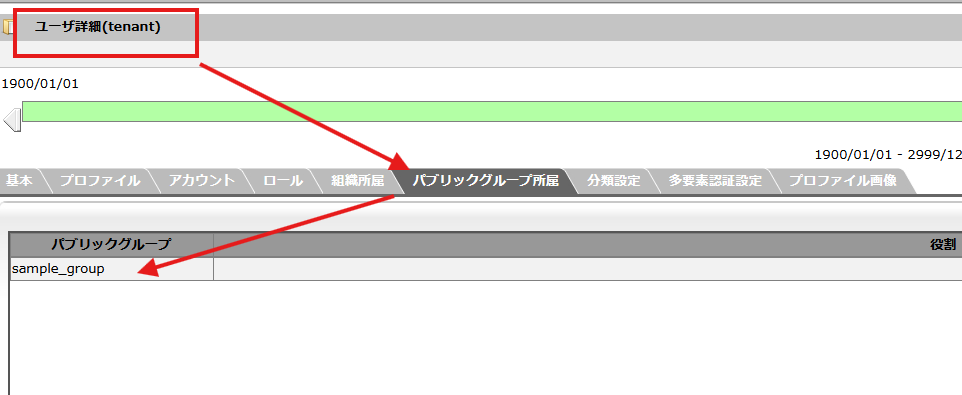 ユーザ詳細(tenant)
1900/01/01
1900/01/01 - 2999/12
基本 プロファイル アカウント ロール 組織所属 パブリックグループ所属 分類設定 多要素認証設定 プロファイル画像
パブリックグループ 役割
sample_group